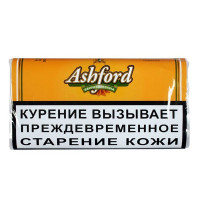 Ashford
КУРЕНИЕ ВЫЗЫВАЕТ
ПРЕЖДЕВРЕМЕННОЕ
СТАРЕНИЕ КОЖИ